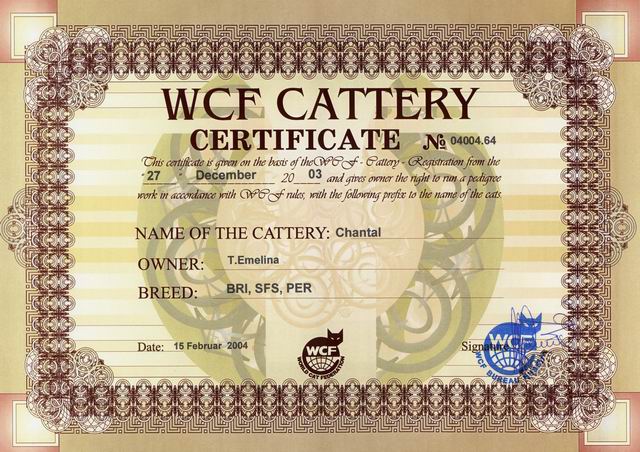 WCF CATTERY
CERTIFICATE № 04004.64
This certificate is given on the basis of the WCF - Cattery - Registration from the
"27 " December 20 03 and gives owner the right to run a pedigree
work in accordance with WCF rules, with the following prefix to the name of the cats.
NAME OF THE CATTERY: Chantal
OWNER: T.Emelina
BREED: BRI, SFS, PER
Date: 15 Februar 2004
Signature
WCF
WORLD CAT FEDERATION
WCF BUREAU